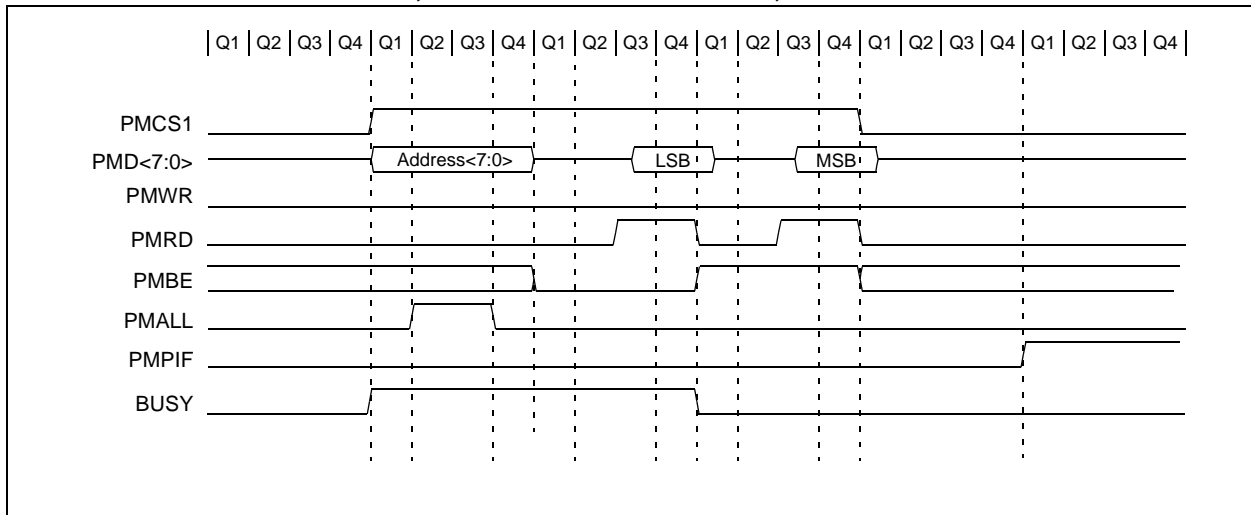 Q1 Q2 Q3 Q4 Q1 Q2 Q3 Q4 Q1 Q2 Q3 Q4 Q1 Q2 Q3 Q4 Q1 Q2 Q3 Q4 Q1 Q2 Q3 Q4
PMCS1
PMD<7:0> Address<7:0> LSB MSB
PMWR
PMRD
PMBE
PMALL
PMPIF
BUSY